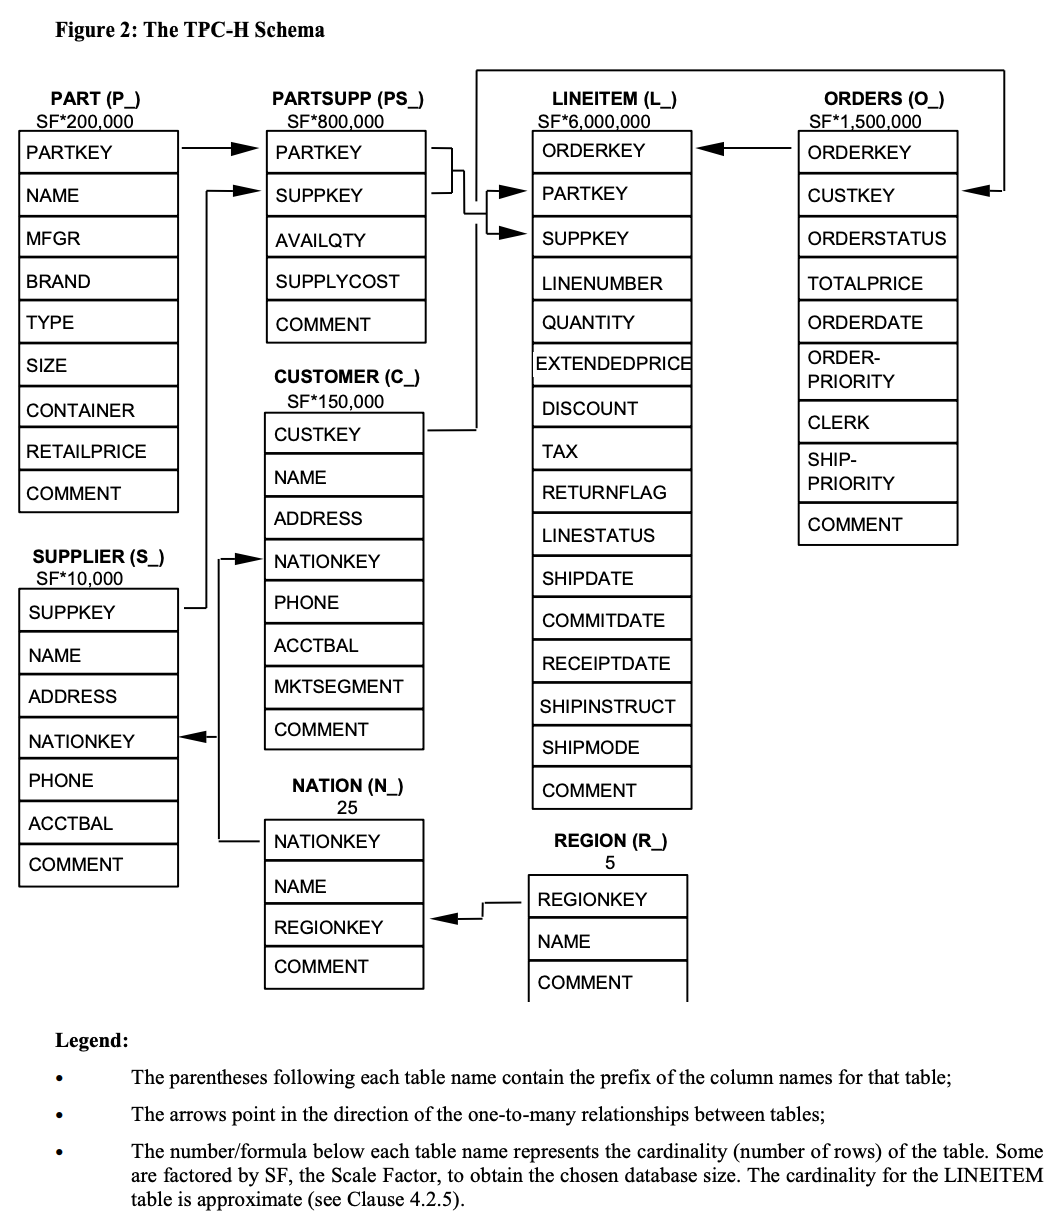 Figure 2: The TPC-H Schema
PART (P_)
SF*200,000
PARTKEY
NAME
MFGR
BRAND
TYPE
SIZE
CONTAINER
RETAILPRICE
COMMENT
SUPPLIER (S_)
SF*10,000
SUPPKEY
NAME
ADDRESS
NATIONKEY
PHONE
ACCTBAL
COMMENT
PARTSUPP (PS_)
SF*800,000
PARTKEY
SUPPKEY
AVAILQTY
SUPPLYCOST
COMMENT
CUSTOMER (C_)
SF*150,000
CUSTKEY
NAME
ADDRESS
NATIONKEY
PHONE
ACCTBAL
MKTSEGMENT
COMMENT
NATION (N_)
25
NATIONKEY
NAME
REGIONKEY
COMMENT
LINEITEM (L_)
SF*6,000,000
ORDERKEY
PARTKEY
SUPPKEY
LINENUMBER
QUANTITY
EXTENDEDPRICE
DISCOUNT
TAX
RETURNFLAG
LINESTATUS
SHIPDATE
COMMITDATE
RECEIPTDATE
SHIPINSTRUCT
SHIPMODE
COMMENT
REGION (R_)
5
REGIONKEY
NAME
COMMENT
ORDERS (O_)
SF*1,500,000
ORDERKEY
CUSTKEY
ORDERSTATUS
TOTALPRICE
ORDERDATE
ORDER-
PRIORITY
CLERK
SHIP-
PRIORITY
COMMENT
Legend:
• The parentheses following each table name contain the prefix of the column names for that table;
• The arrows point in the direction of the one-to-many relationships between tables;
• The number/formula below each table name represents the cardinality (number of rows) of the table. Some
are factored by SF, the Scale Factor, to obtain the chosen database size. The cardinality for the LINEITEM
table is approximate (see Clause 4.2.5).